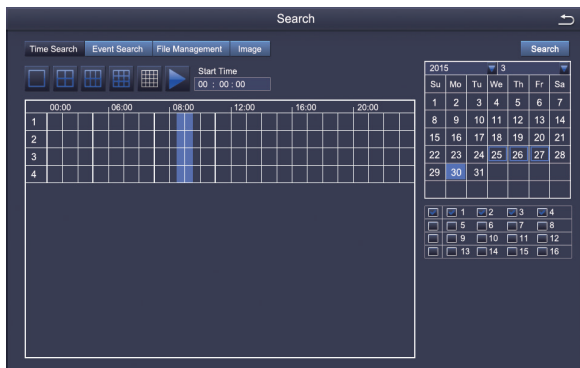 Search
Time Search Event Search File Management Image Search
Start Time
00 : 00 : 00
2015 3
Su Mo Tu We Th Fr Sa
1 2 3 4 5 6 7
8 9 10 11 12 13 14
15 16 17 18 19 20 21
22 23 24 25 26 27 28
29 30 31
00:00 06:00 08:00 12:00 16:00 20:00
1
2
3
4
1 2 3 4
5 6 7 8
9 10 11 12
13 14 15 16